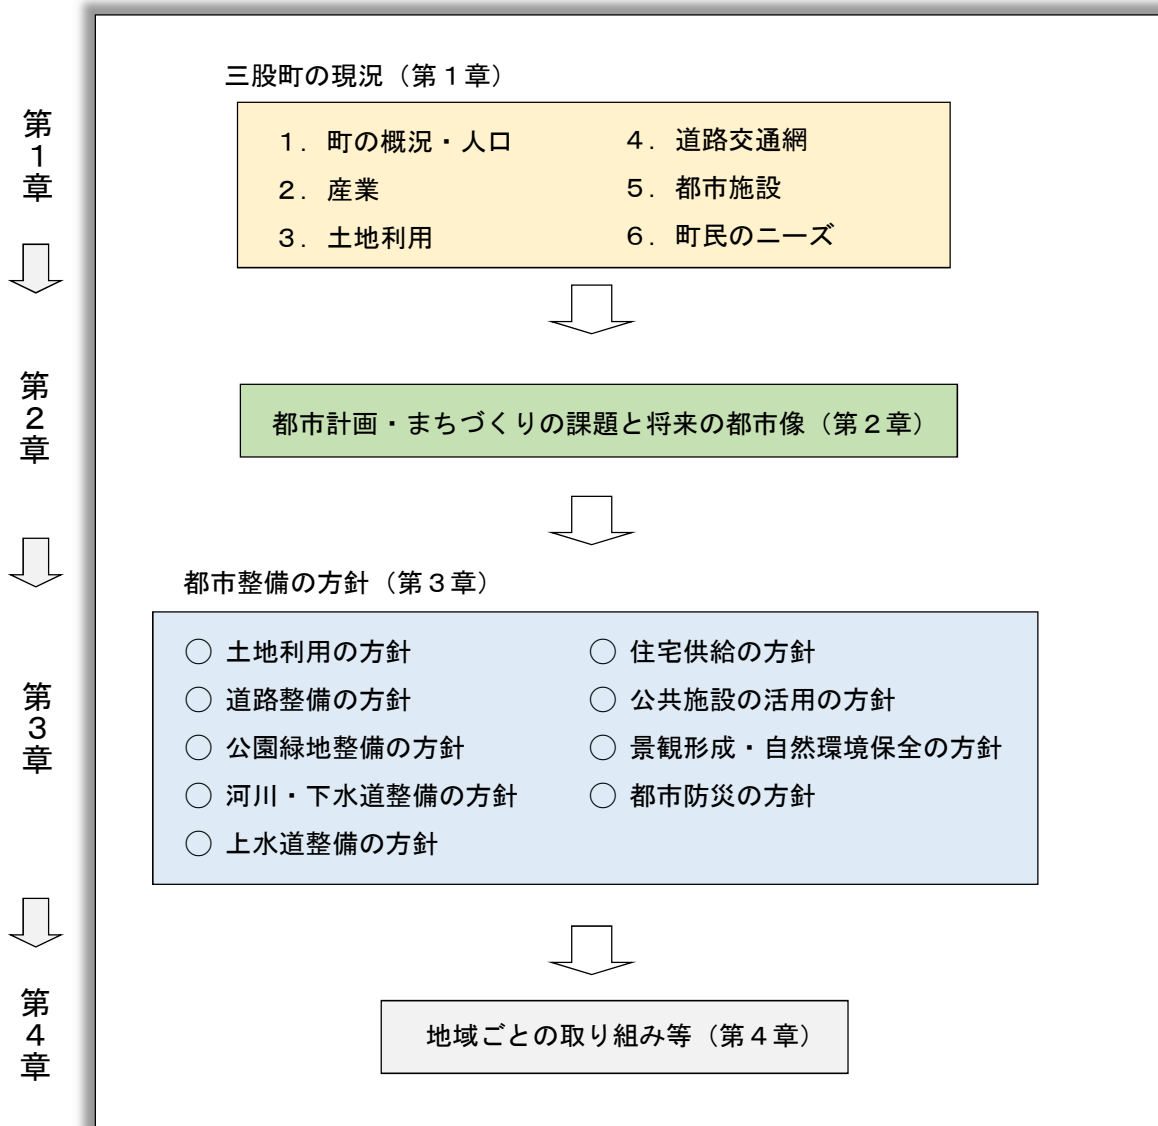 第1章
三股町の現況（第１章）
１．町の概況・人口
２．産業
３．土地利用
４．道路交通網
５．都市施設
６．町民のニーズ
第2章
都市計画・まちづくりの課題と将来の都市像（第２章）
第3章
都市整備の方針（第３章）
○ 土地利用の方針
○ 道路整備の方針
○ 公園緑地整備の方針
○ 河川・下水道整備の方針
○ 上水道整備の方針
○ 住宅供給の方針
○ 公共施設の活用の方針
○ 景観形成・自然環境保全の方針
○ 都市防災の方針
第4章
地域ごとの取り組み等（第４章）